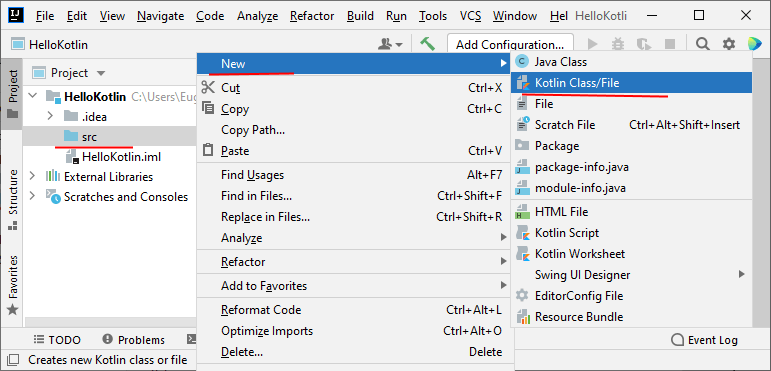 IJ File Edit View Navigate Code Analyze Refactor Build Run Tools VCS Window Hel HelloKotli
HelloKotlin
Add Configuration...
Project
Project
Structure
Favorites
HelloKotlin C:\Users\Eug
.idea
src
HelloKotlin.iml
External Libraries
Scratches and Consoles
New
Cut Ctrl+X
Copy Ctrl+C
Copy Path...
Paste Ctrl+V
Find Usages Alt+F7
Find in Files... Ctrl+Shift+F
Replace in Files... Ctrl+Shift+R
Analyze
Refactor
Add to Favorites
Reformat Code Ctrl+Alt+L
Optimize Imports Ctrl+Alt+O
Delete... Delete
Java Class
Kotlin Class/File
File
Scratch File Ctrl+Alt+Shift+Insert
Package
package-info.java
module-info.java
HTML File
Kotlin Script
Kotlin Worksheet
Swing UI Designer
EditorConfig File
Resource Bundle
TODO
Problems
Event Log
Creates new Kotlin class or file